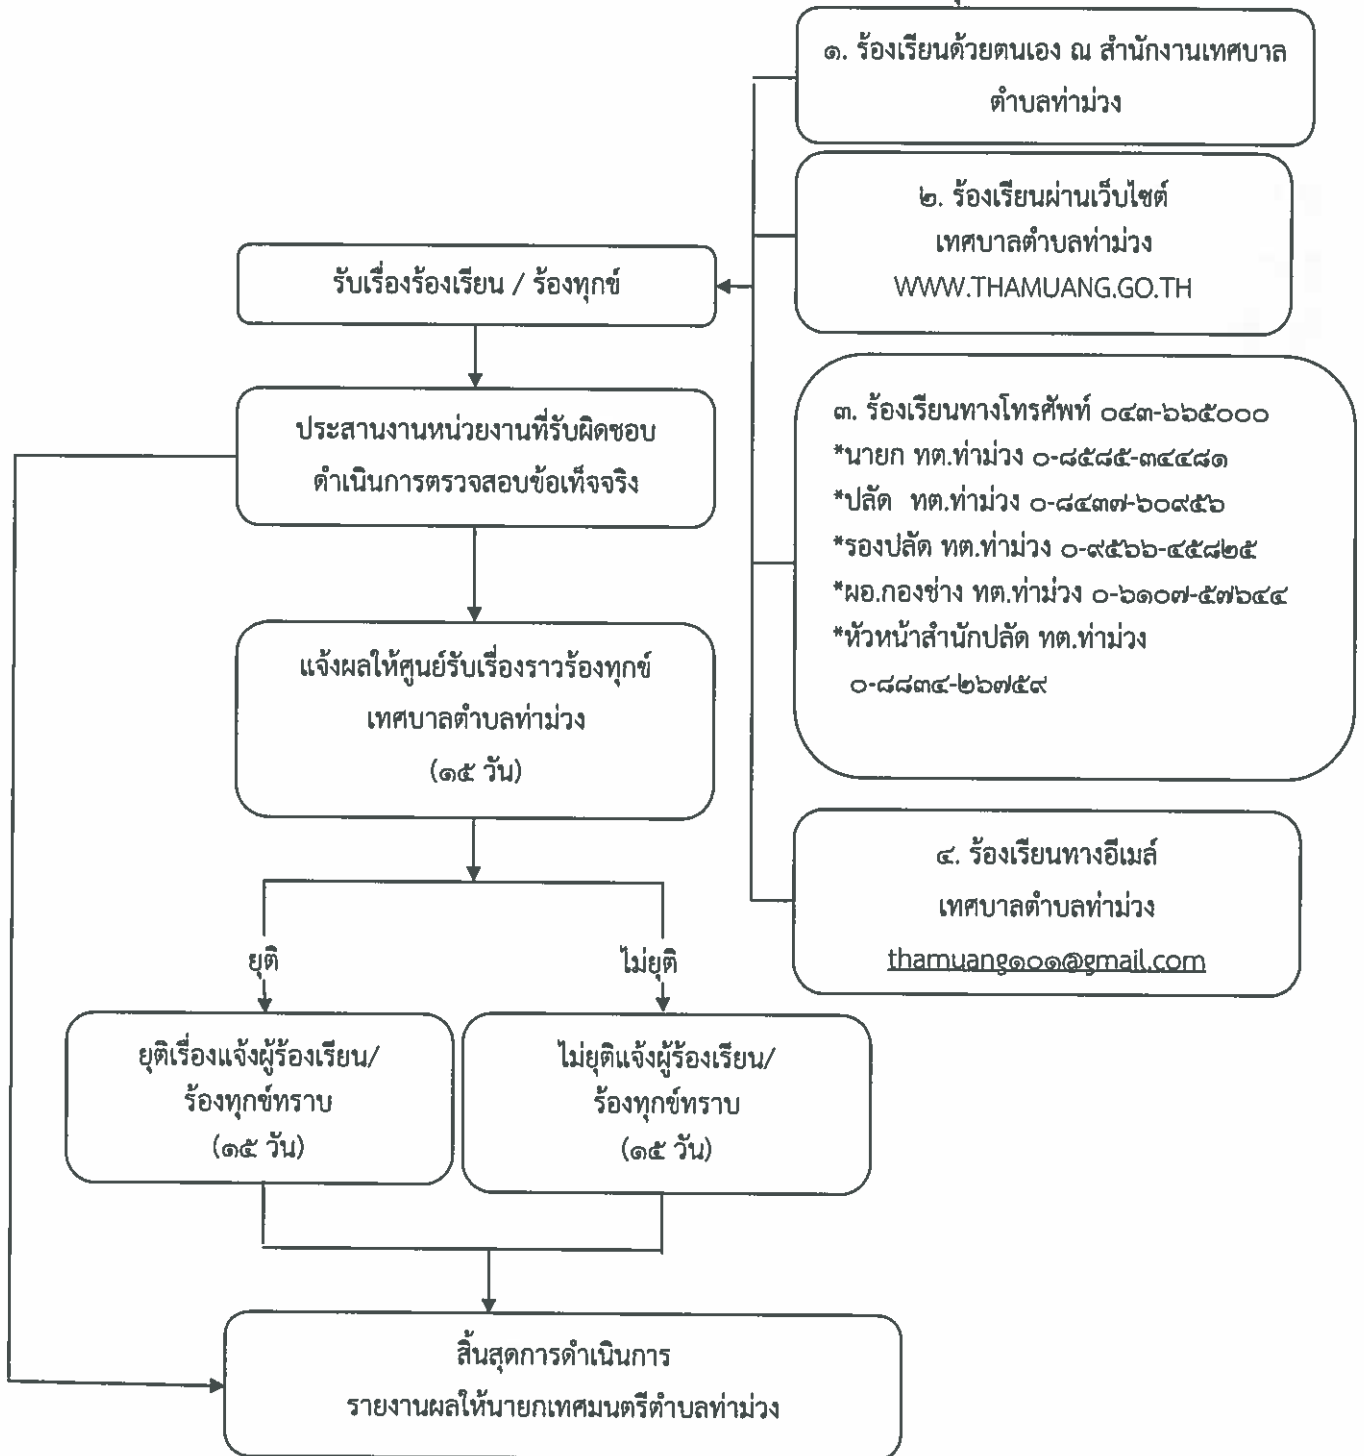 ๑. ร้องเรียนด้วยตนเอง ณ สำนักงานเทศบาล
ตำบลท่าม่วง
๒. ร้องเรียนผ่านเว็บไซต์
เทศบาลตำบลท่าม่วง
WWW.THAMUANG.GO.TH
รับเรื่องร้องเรียน / ร้องทุกข์
ประสานงานหน่วยงานที่รับผิดชอบ
ดำเนินการตรวจสอบข้อเท็จจริง
๓. ร้องเรียนทางโทรศัพท์ ๐๔๓-๖๖๕๐๐๐
*นายก ทต.ท่าม่วง ๐-๘๕๘๕-๓๔๔๘๑
*ปลัด ทต.ท่าม่วง ๐-๘๔๓๗-๖๐๙๕๖
*รองปลัด ทต.ท่าม่วง ๐-๙๕๖๖-๔๕๘๒๕
*ผอ.กองช่าง ทต.ท่าม่วง ๐-๖๑๐๗-๕๗๖๔๔
*หัวหน้าสำนักปลัด ทต.ท่าม่วง
๐-๘๘๓๔-๒๖๗๕๙
แจ้งผลให้ศูนย์รับเรื่องราวร้องทุกข์
เทศบาลตำบลท่าม่วง
(๑๕ วัน)
๔. ร้องเรียนทางอีเมล์
เทศบาลตำบลท่าม่วง
thamuang๑๐๑@gmail.com
ยุติ
ไม่ยุติ
ยุติเรื่องแจ้งผู้ร้องเรียน/
ร้องทุกข์ทราบ
(๑๕ วัน)
ไม่ยุติแจ้งผู้ร้องเรียน/
ร้องทุกข์ทราบ
(๑๕ วัน)
สิ้นสุดการดำเนินการ
รายงานผลให้นายกเทศมนตรีตำบลท่าม่วง